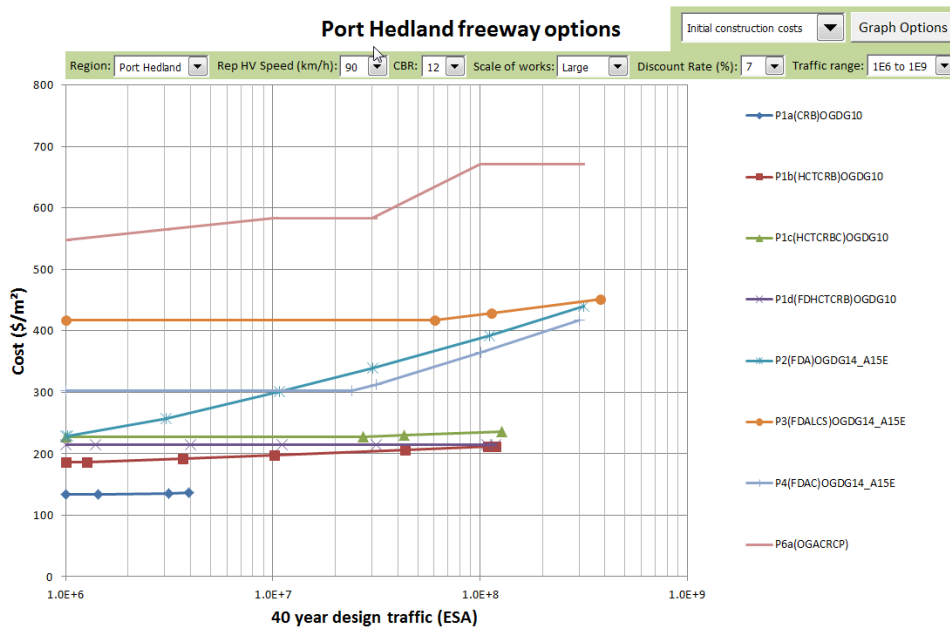 Port Hedland freeway options
Initial construction costs
Graph Options
Region: Port Hedland Rep HV Speed (km/h): 90 CBR: 12 Scale of works: Large Discount Rate (%): 7 Traffic range: 1E6 to 1E9
800
700
600
500
400
300
200
100
0
Cost ($/m²)
1.0E+6 1.0E+7 1.0E+8 1.0E+9
40 year design traffic (ESA)
P1a(CRB)OGDG10
P1b(HCTCRB)OGDG10
P1c(HCTCRBC)OGDG10
P1d(FDHCTCRB)OGDG10
P2(FDA)OGDG14_A15E
P3(FDALCS)OGDG14_A15E
P4(FDAC)OGDG14_A15E
P6a(OGACRCP)